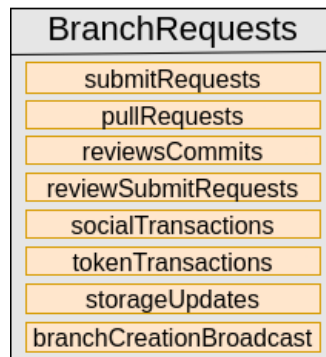 BranchRequests
submitRequests
pullRequests
reviewsCommits
reviewSubmitRequests
socialTransactions
tokenTransactions
storageUpdates
branchCreationBroadcast